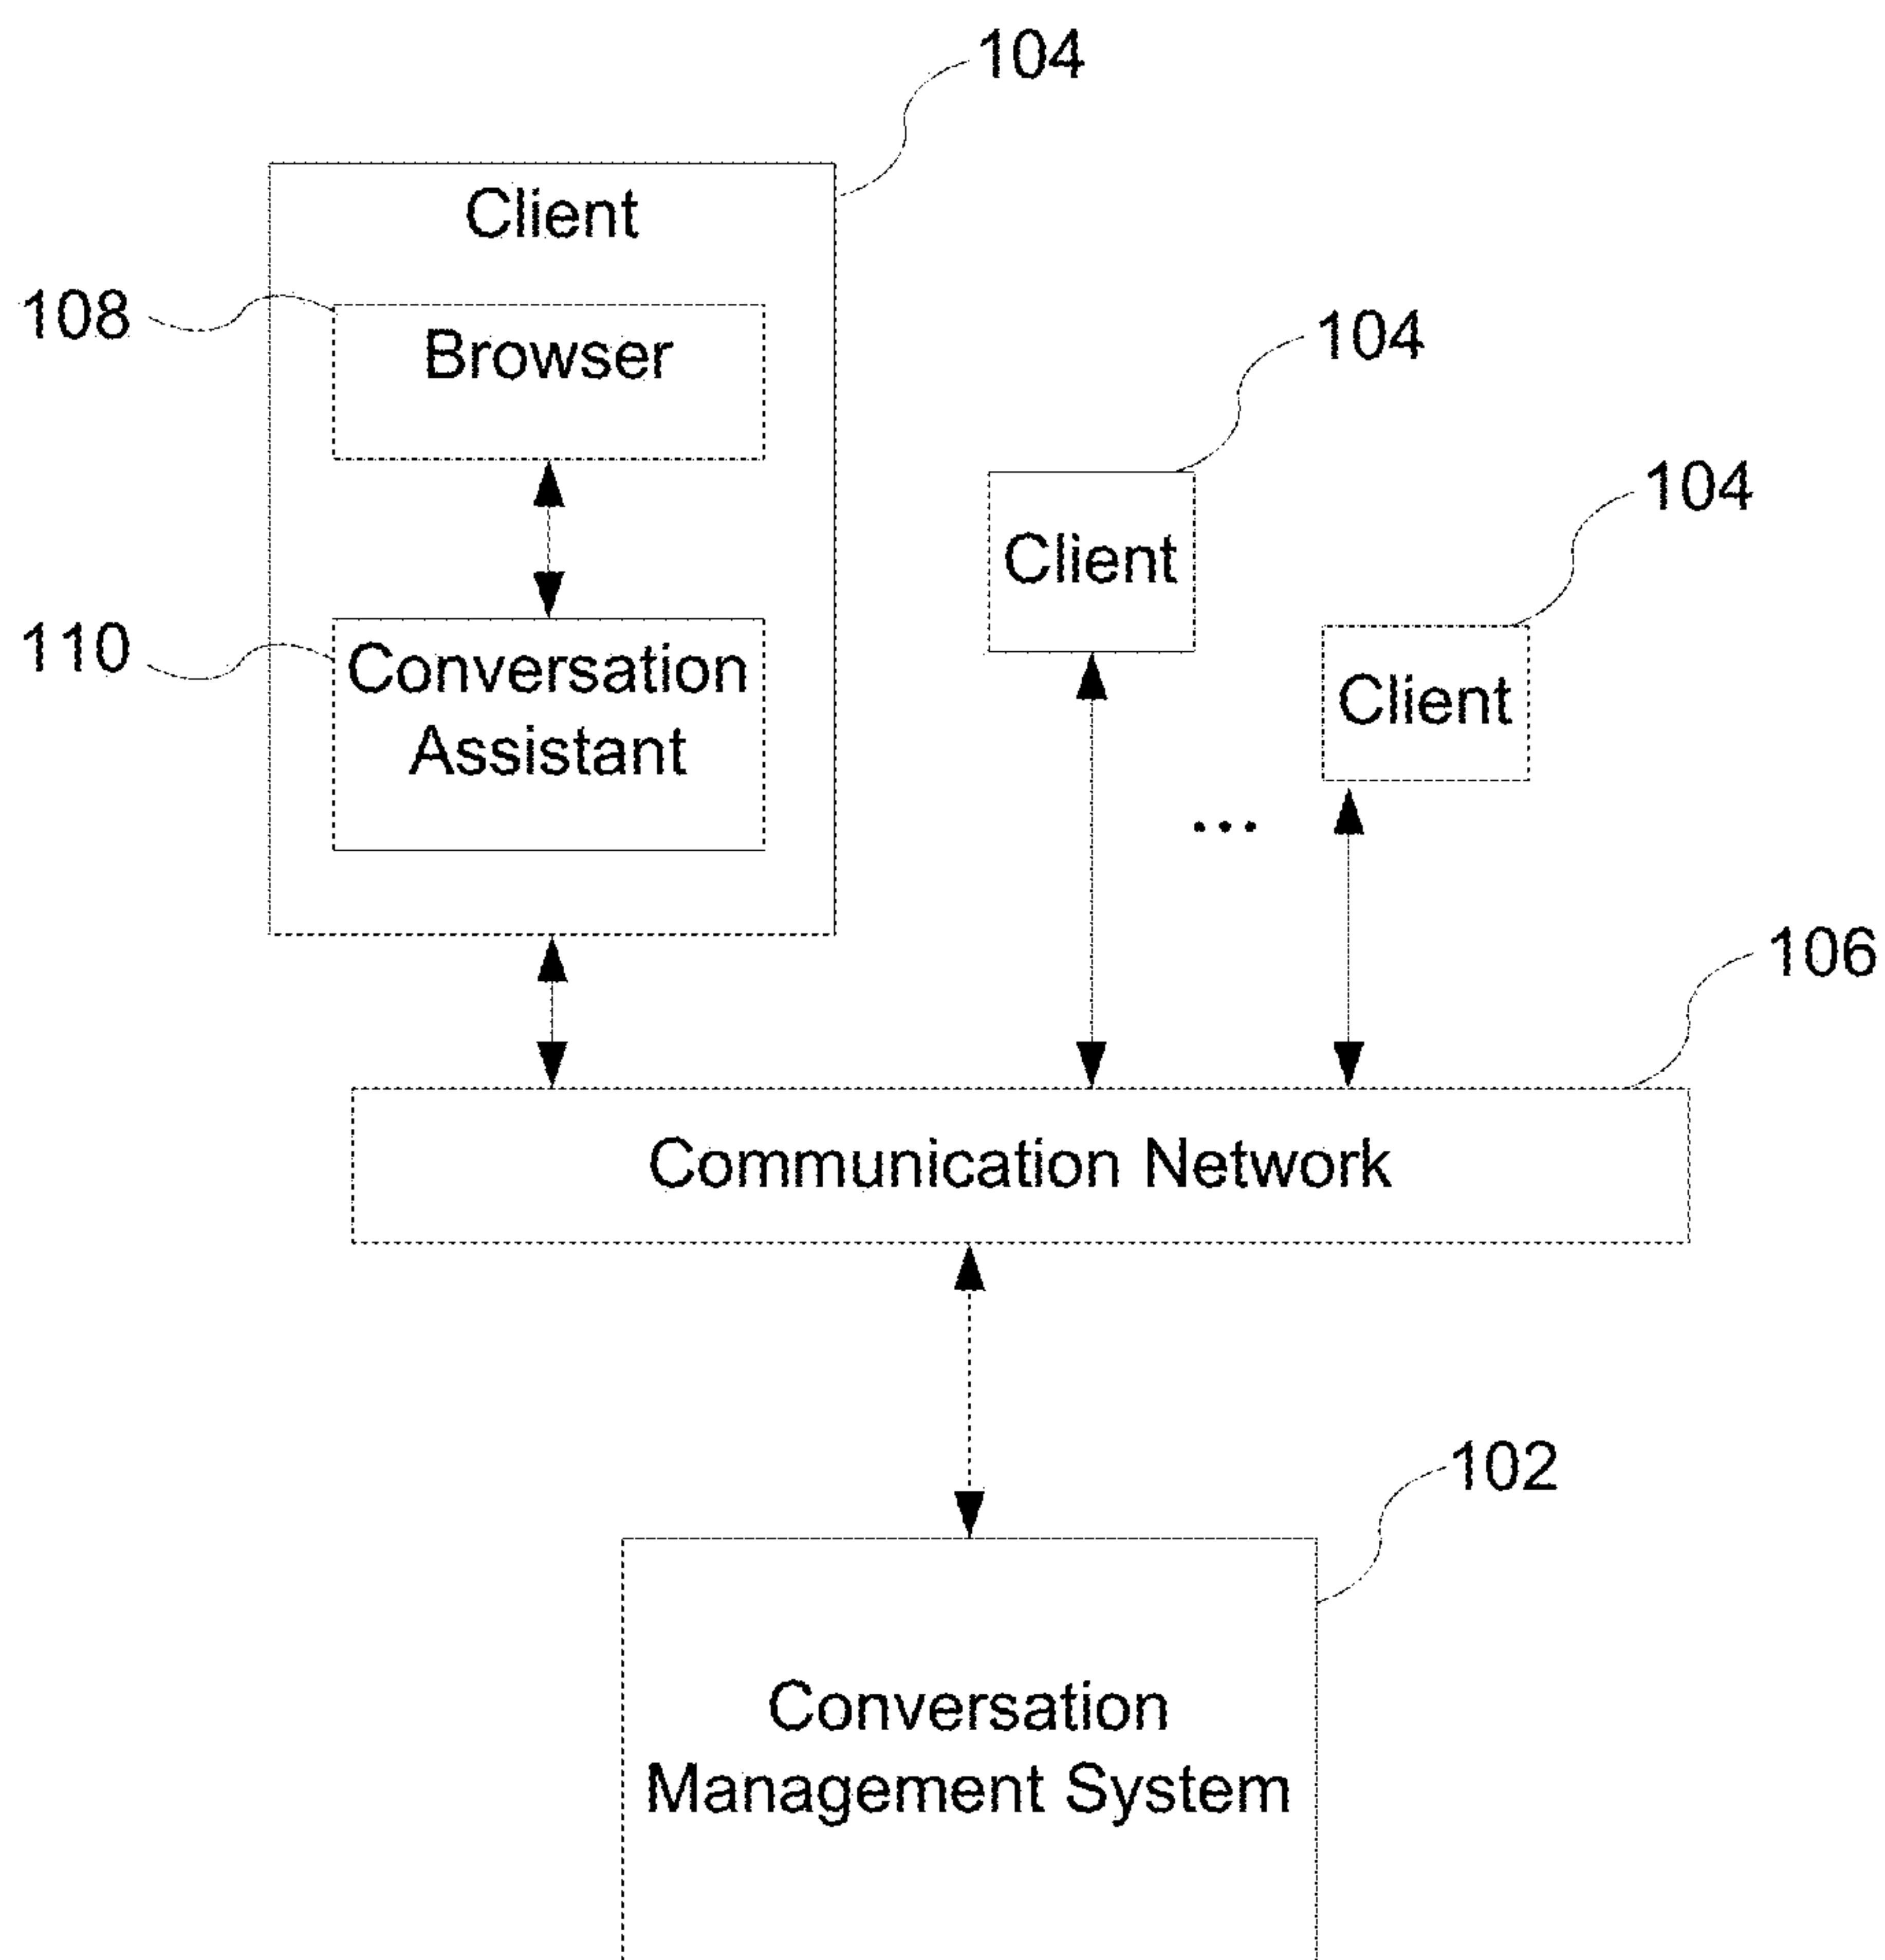 104
Client
108
Browser
104
104
Client
110
Conversation
Assistant
Client
...
106
Communication Network
102
Conversation
Management System